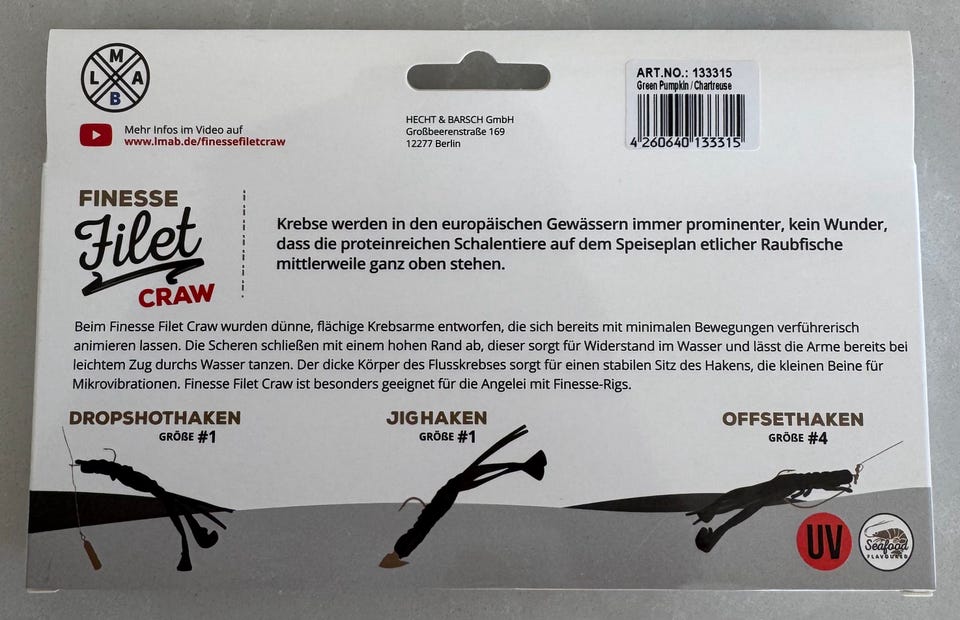 L M A B
Mehr Infos im Video auf
www.lmab.de/finessefiletcraw
HECHT & BARSCH GmbH
Großbeerenstraße 169
12277 Berlin
ART.NO.: 133315
Green Pumpkin / Chartreuse
4 260640 133315
FINESSE
Filet
CRAW
Krebse werden in den europäischen Gewässern immer prominenter, kein Wunder,
dass die proteinreichen Schalentiere auf dem Speiseplan etlicher Raubfische
mittlerweile ganz oben stehen.
Beim Finesse Filet Craw wurden dünne, flächige Krebsarme entworfen, die sich bereits mit minimalen Bewegungen verführerisch
animieren lassen. Die Scheren schließen mit einem hohen Rand ab, dieser sorgt für Widerstand im Wasser und lässt die Arme bereits bei
leichtem Zug durchs Wasser tanzen. Der dicke Körper des Flusskrebses sorgt für einen stabilen Sitz des Hakens, die kleinen Beine für
Mikrovibrationen. Finesse Filet Craw ist besonders geeignet für die Angelei mit Finesse-Rigs.
DROPSHOTHAKEN
GRÖßE #1
JIGHAKEN
GRÖßE #1
OFFSETHAKEN
GRÖßE #4
UV
Seafood
FLAVOURED